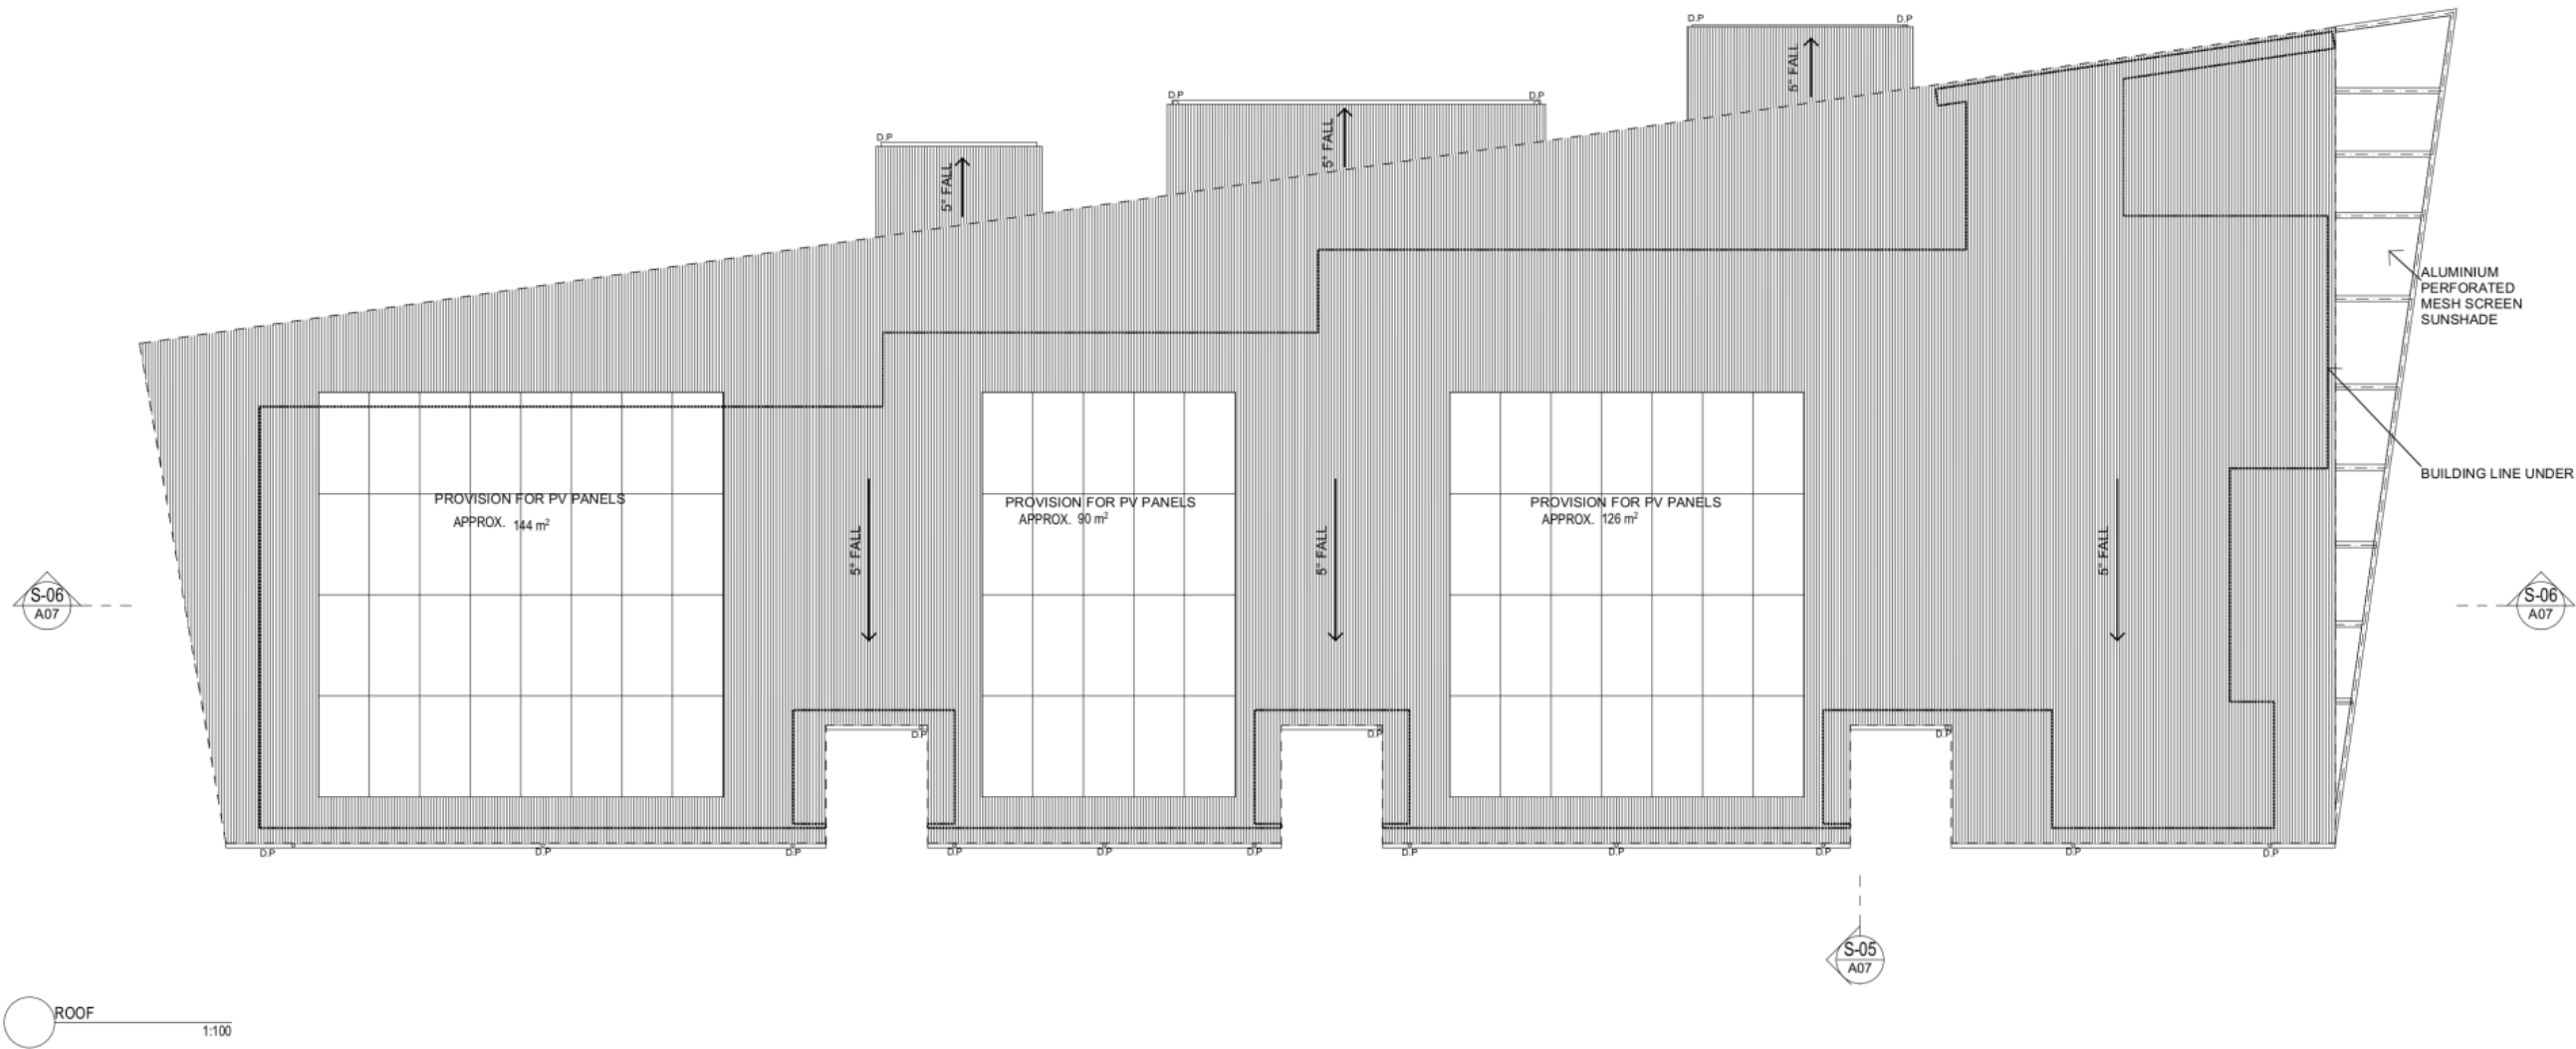 D.P
D.P
D.P
D.P
D.P
5° FALL
5° FALL
5° FALL
ALUMINIUM
PERFORATED
MESH SCREEN
SUNSHADE
BUILDING LINE UNDER
PROVISION FOR PV PANELS
APPROX. 144 m²
PROVISION FOR PV PANELS
APPROX. 90 m²
PROVISION FOR PV PANELS
APPROX. 126 m²
5° FALL
5° FALL
5° FALL
S-06
A07
S-06
A07
D.P
D.P
D.P
D.P
D.P
D.P
D.P
D.P
D.P
D.P
D.P
D.P
D.P
D.P
S-05
A07
ROOF
1:100